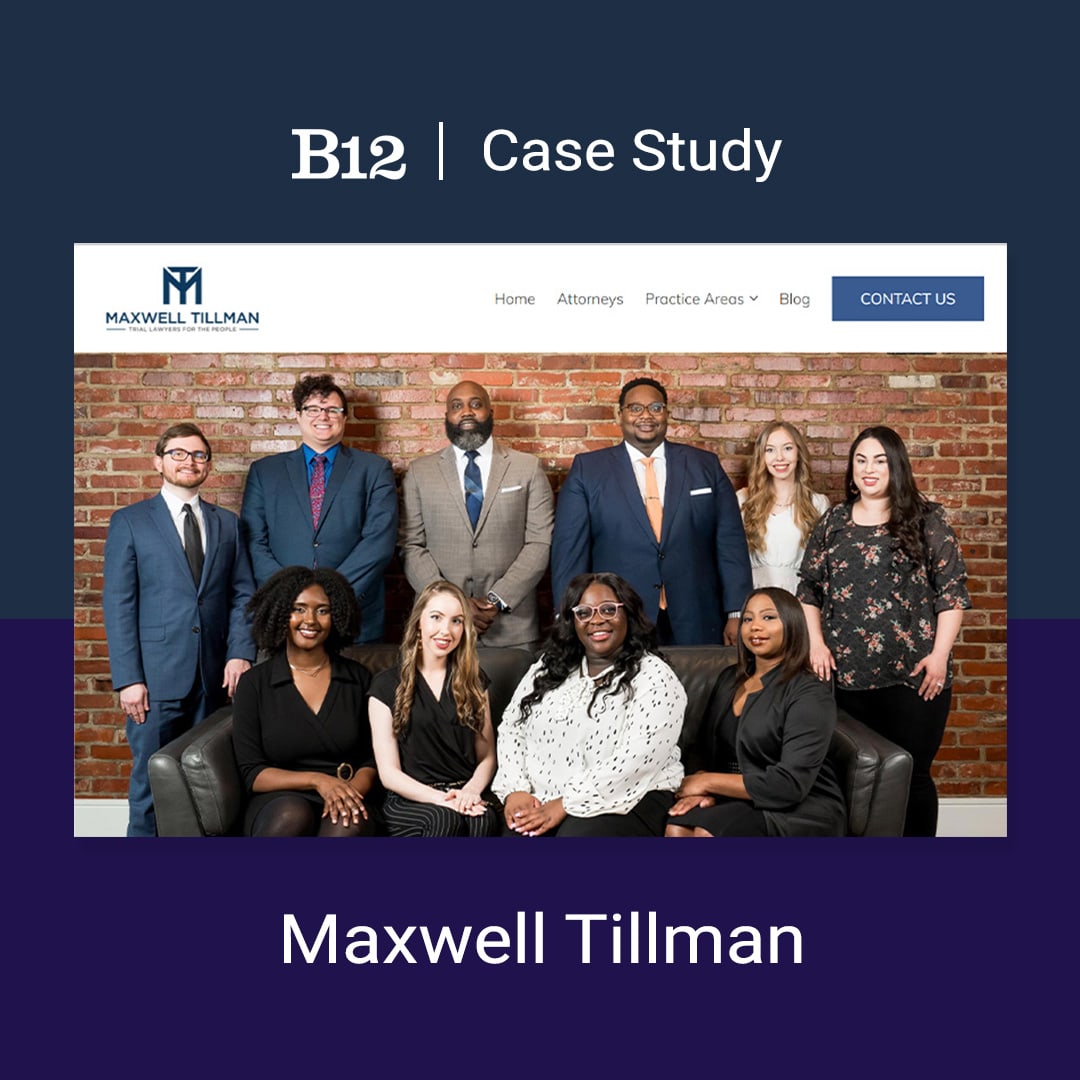 B12 | Case Study
MAXWELL TILLMAN
TRIAL LAWYERS FOR THE PEOPLE
Home Attorneys Practice Areas Blog CONTACT US
Maxwell Tillman